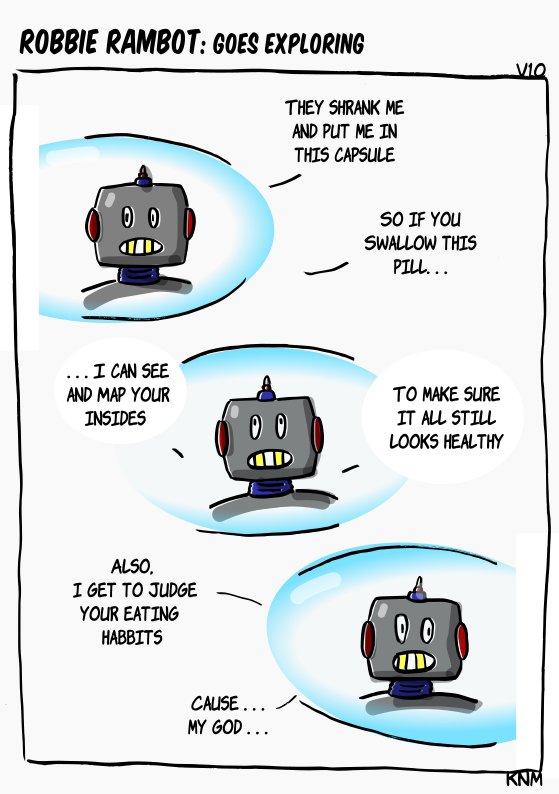 ROBBIE RAMBOT: GOES EXPLORING
V10
THEY SHRANK ME
AND PUT ME IN
THIS CAPSULE
SO IF YOU
SWALLOW THIS
PILL...
...I CAN SEE
AND MAP YOUR
INSIDES
TO MAKE SURE
IT ALL STILL
LOOKS HEALTHY
ALSO,
I GET TO JUDGE
YOUR EATING
HABBITS
CAUSE...
MY GOD...
KNM